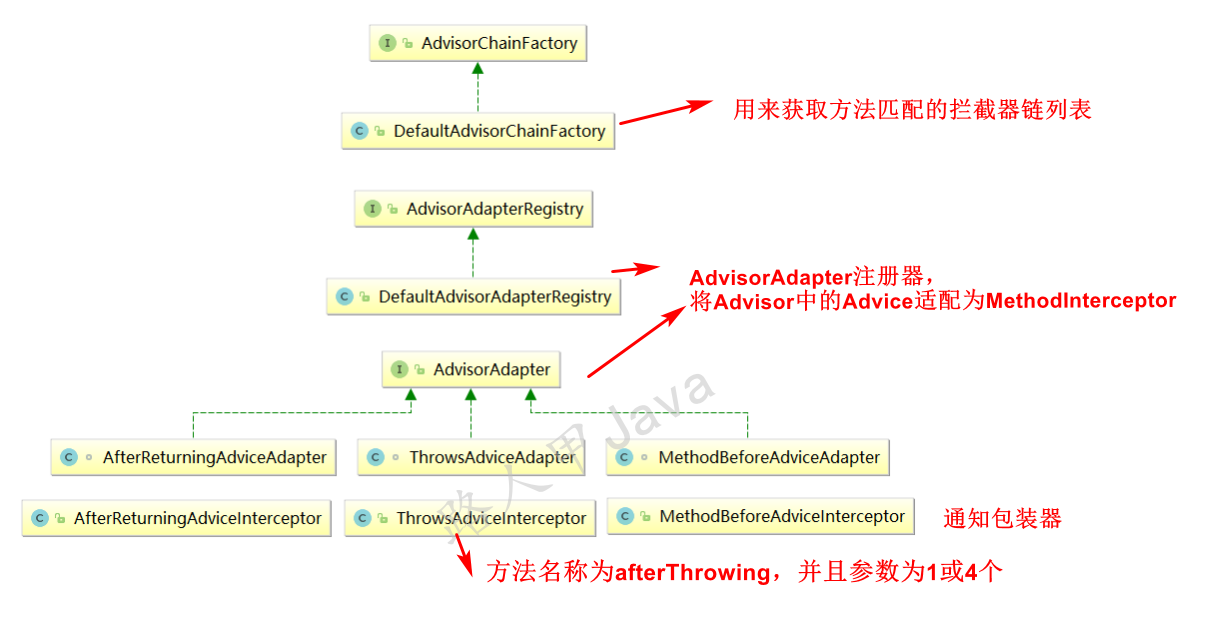 AdvisorChainFactory
DefaultAdvisorChainFactory
用来获取方法匹配的拦截器链列表
AdvisorAdapterRegistry
DefaultAdvisorAdapterRegistry
AdvisorAdapter注册器，
将Advisor中的Advice适配为MethodInterceptor
AdvisorAdapter
AfterReturningAdviceAdapter
ThrowsAdviceAdapter
MethodBeforeAdviceAdapter
AfterReturningAdviceInterceptor
ThrowsAdviceInterceptor
MethodBeforeAdviceInterceptor
通知包装器
方法名称为afterThrowing，并且参数为1或4个
路人甲Java